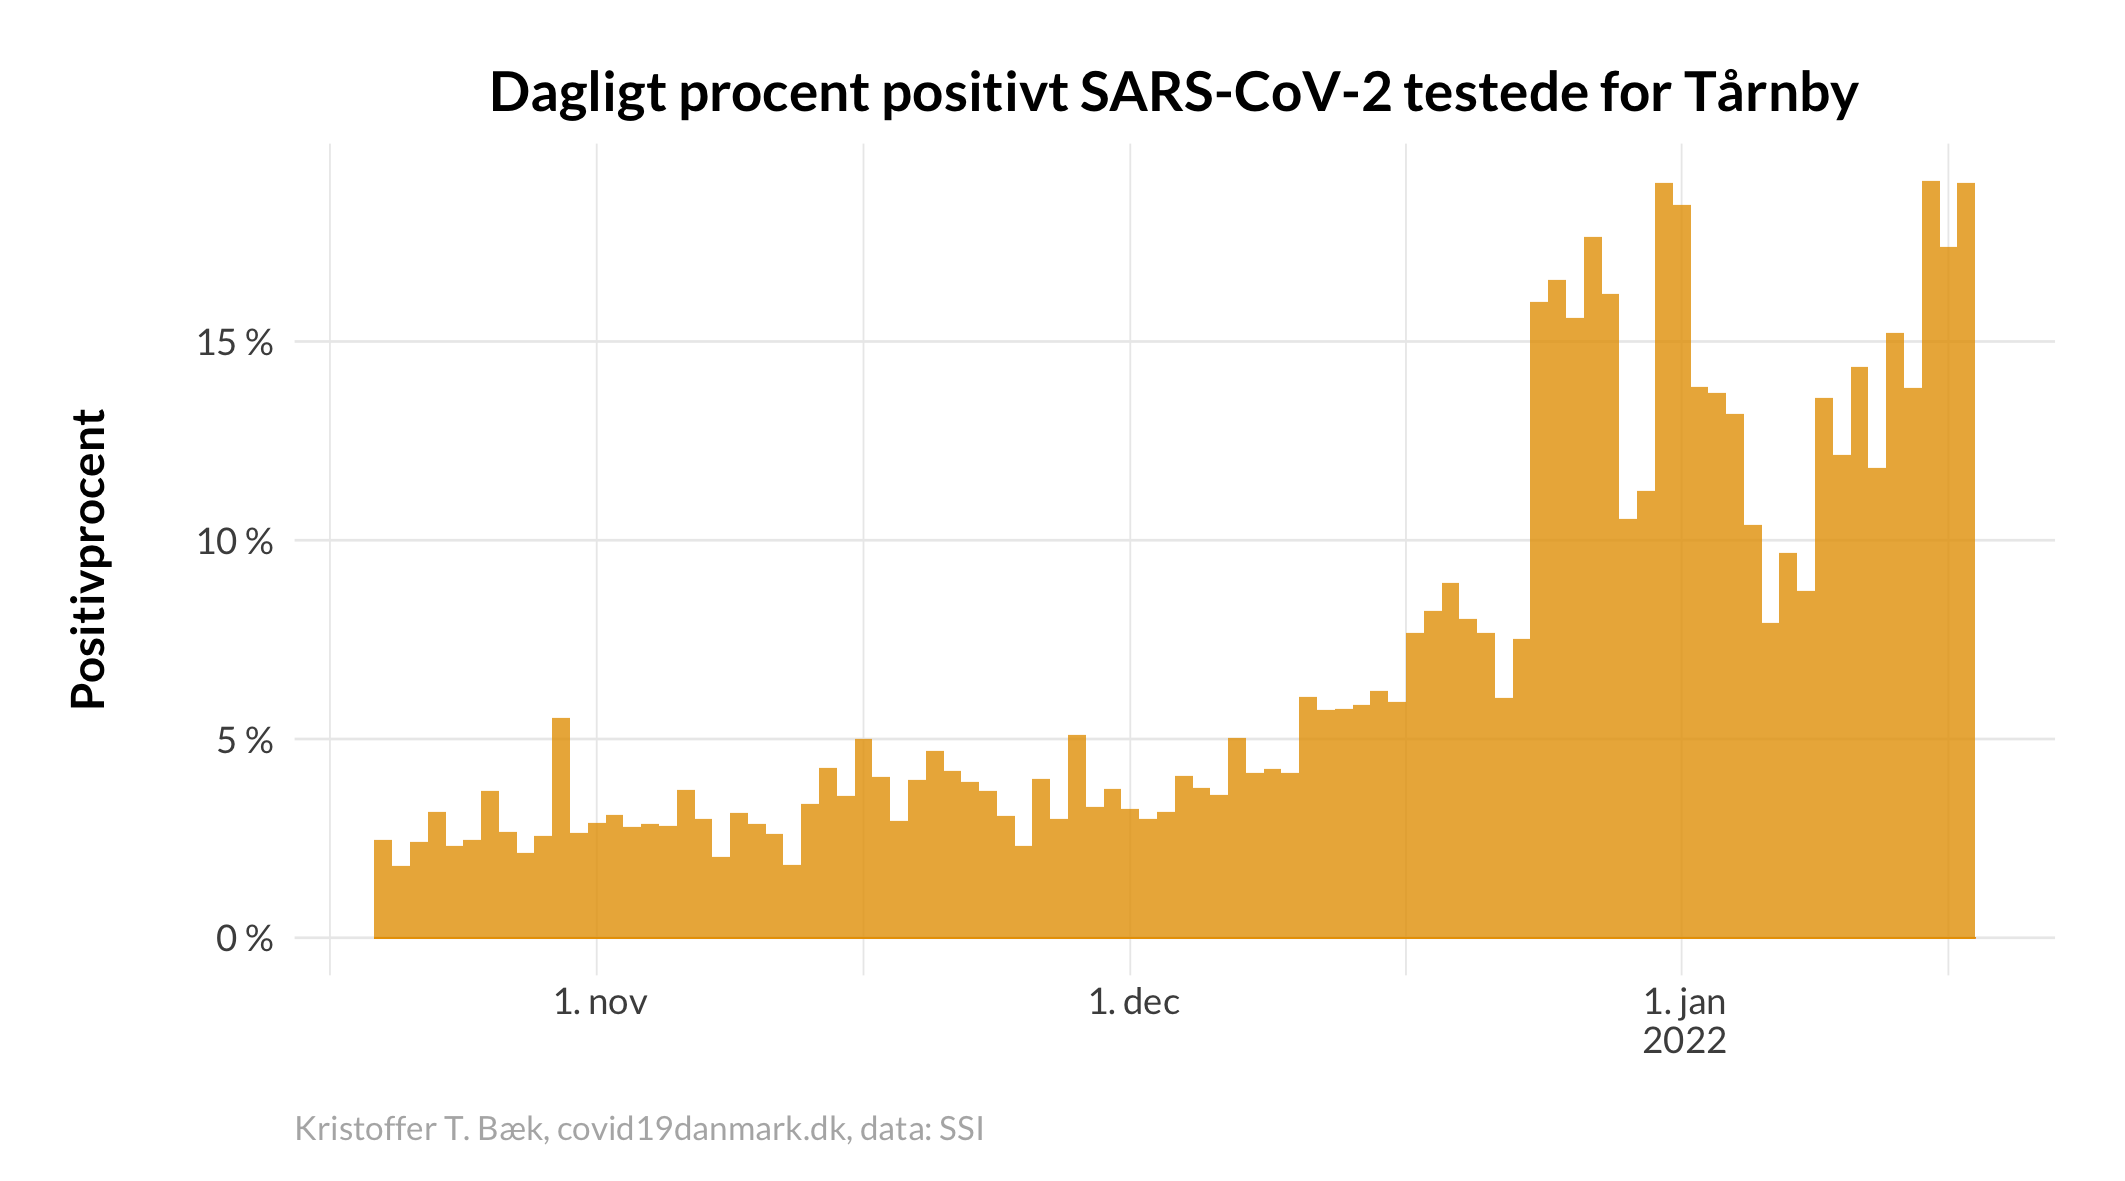 Dagligt procent positivt SARS-CoV-2 testede for Tårnby
Positivprocent
15 %
10 %
5 %
0 %
1. nov
1. dec
1. jan
2022
Kristoffer T. Bæk, covid19danmark.dk, data: SSI